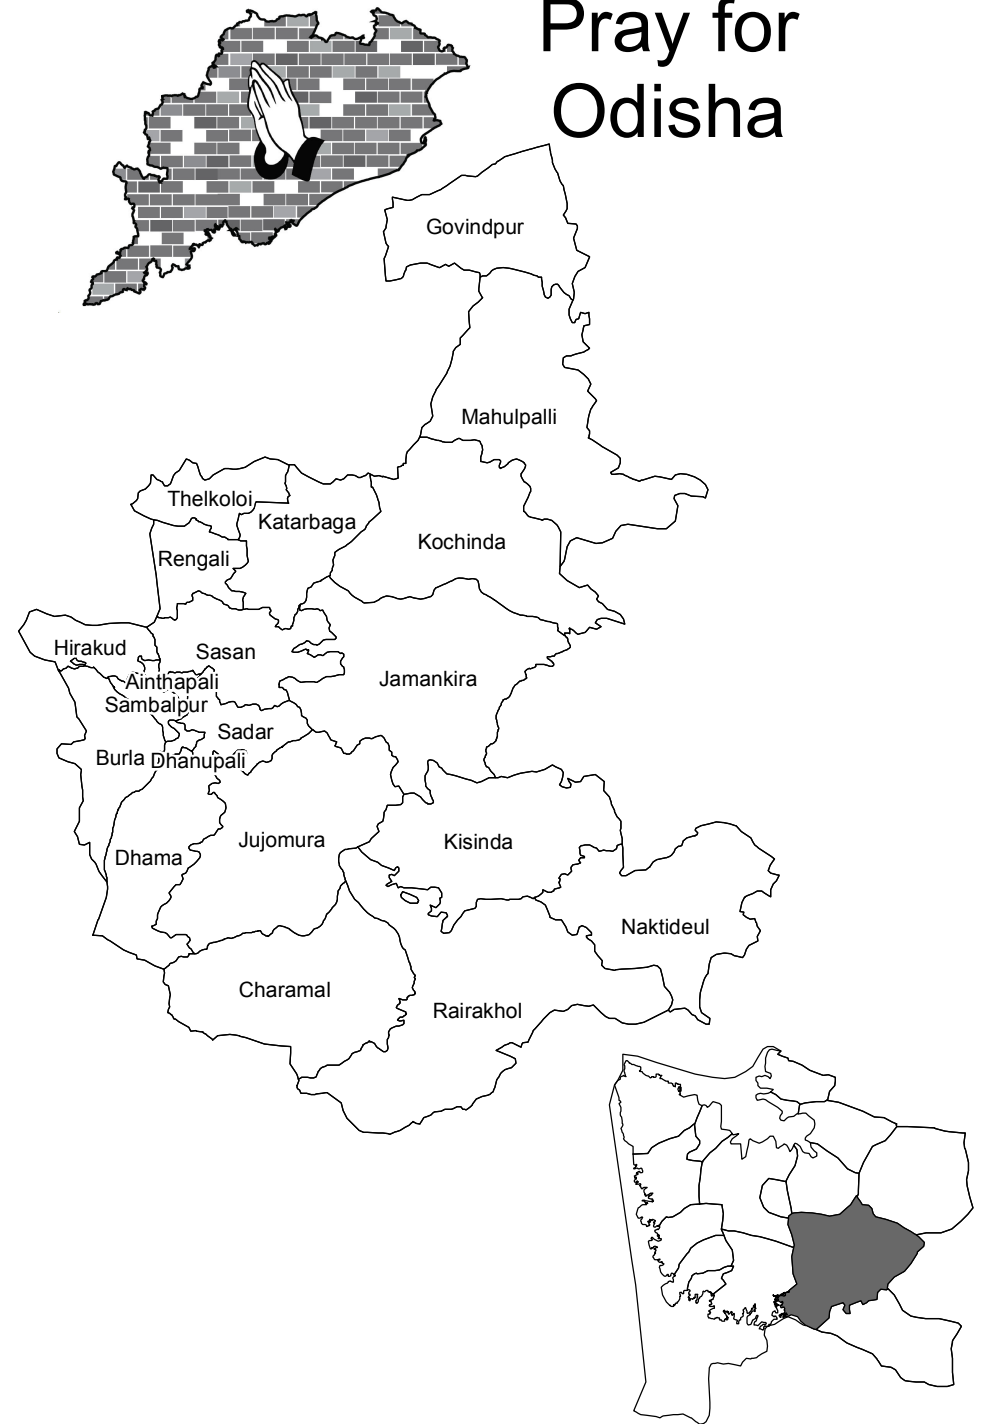 Pray for
Odisha
Govindpur
Mahulpalli
Thelkoloi
Katarbaga
Kochinda
Rengali
Hirakud
Sasan
Ainthapali
Jamankira
Sambalpur
Sadar
Burla
Dhanupali
Jujomura
Kisinda
Dhama
Naktideul
Charamal
Rairakhol